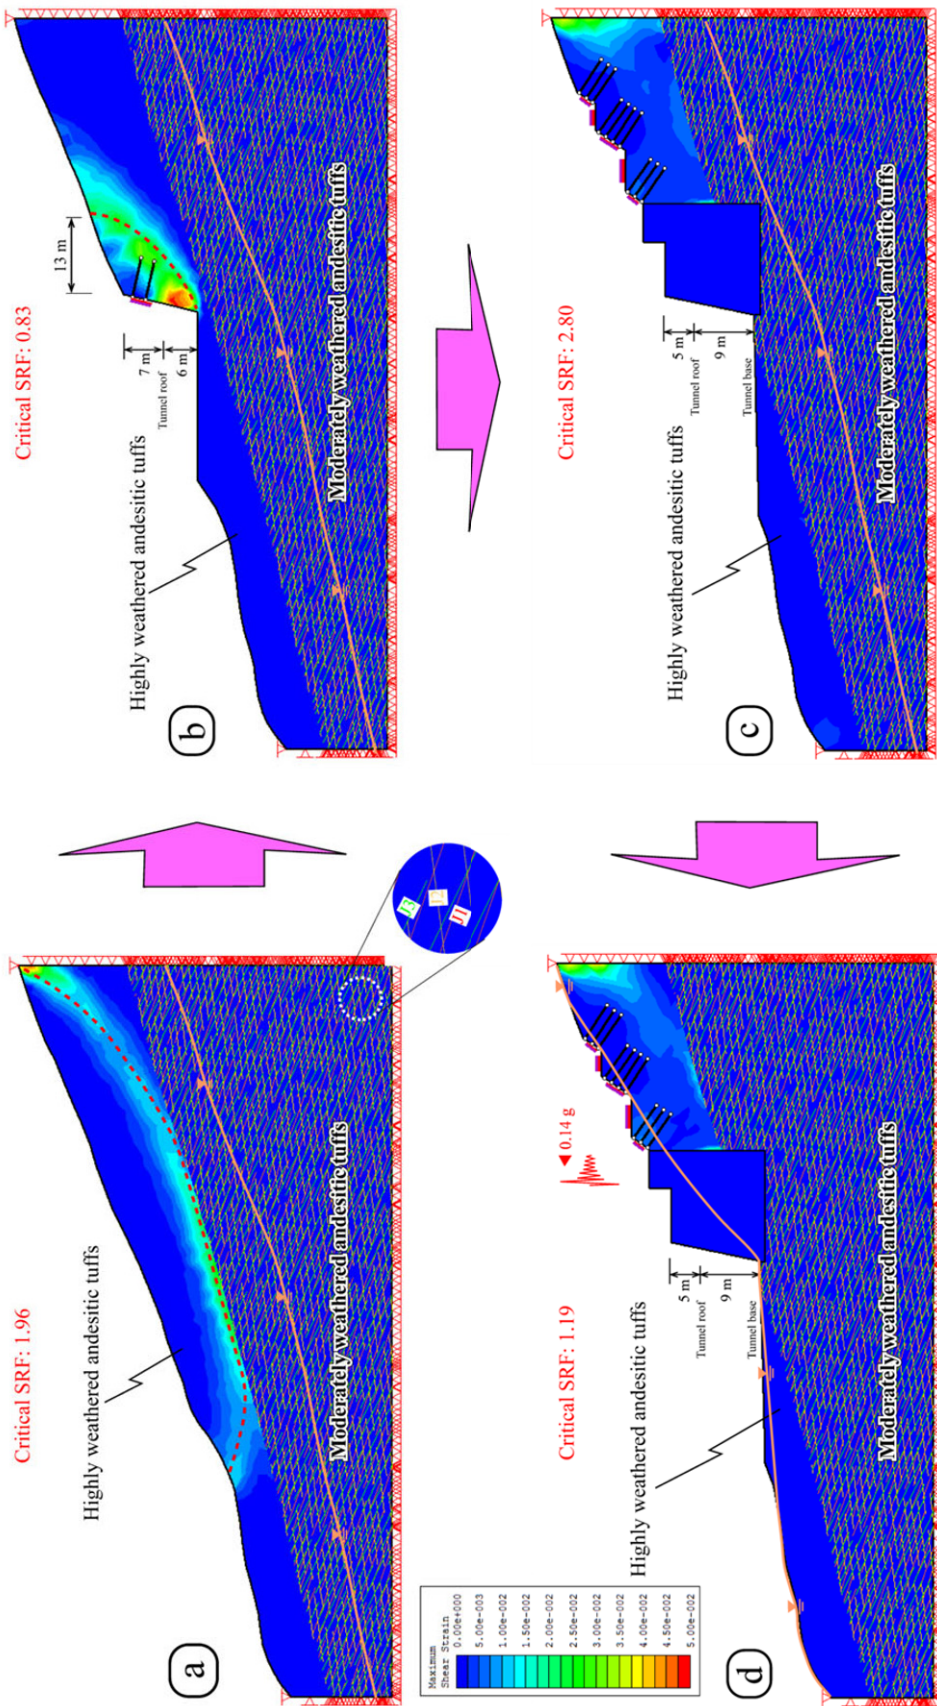 a
Critical SRF: 1.96
Highly weathered andesitic tuffs
Moderately weathered andesitic tuffs
J3
J2
J1
b
Critical SRF: 0.83
13 m
7 m
Tunnel roof
6 m
Highly weathered andesitic tuffs
Moderately weathered andesitic tuffs
Maximum
Shear Strain
0.00e+000
5.00e-003
1.00e-002
1.50e-002
2.00e-002
2.50e-002
3.00e-002
3.50e-002
4.00e-002
4.50e-002
5.00e-002
d
Critical SRF: 1.19
0.14 g
5 m
Tunnel roof
9 m
Tunnel base
Highly weathered andesitic tuffs
Moderately weathered andesitic tuffs
c
Critical SRF: 2.80
5 m
Tunnel roof
9 m
Tunnel base
Highly weathered andesitic tuffs
Moderately weathered andesitic tuffs